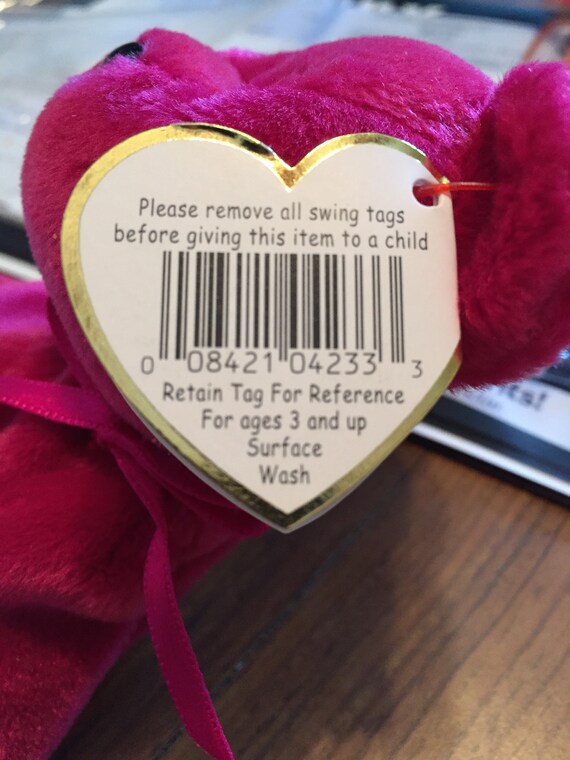 Please remove all swing tags
before giving this item to a child
0 08421 04233 3
Retain Tag For Reference
For ages 3 and up
Surface
Wash